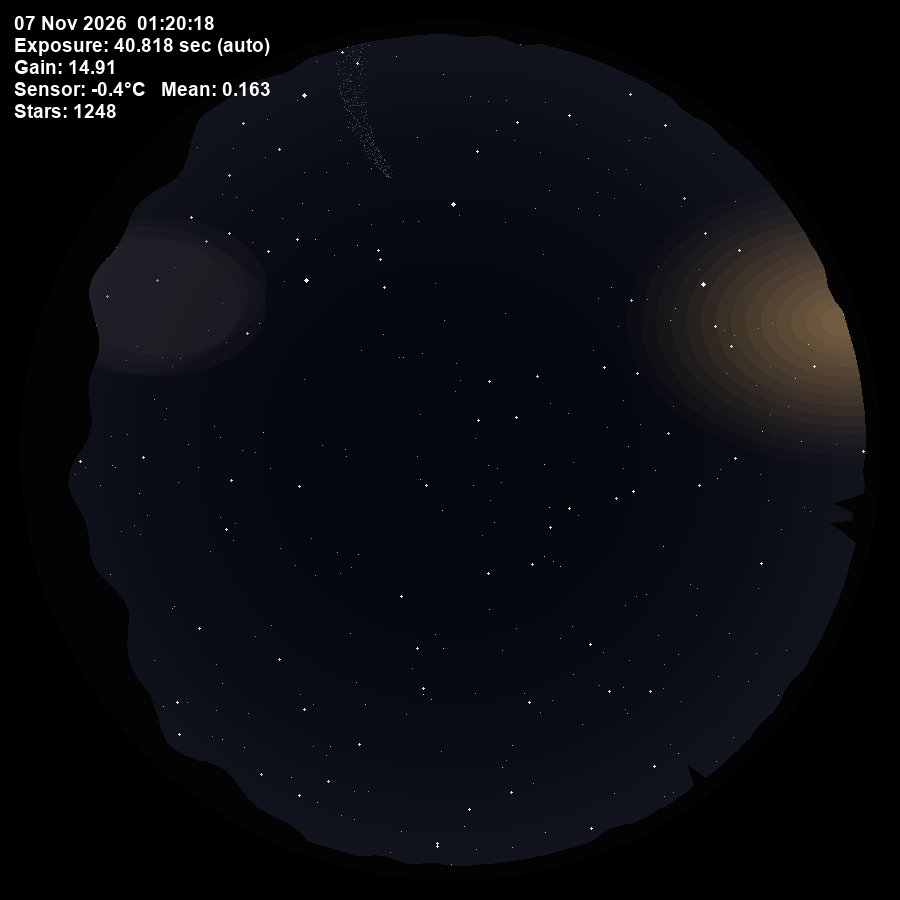 07 Nov 2026 01:20:18
Exposure: 40.818 sec (auto)
Gain: 14.91
Sensor: -0.4°C Mean: 0.163
Stars: 1248